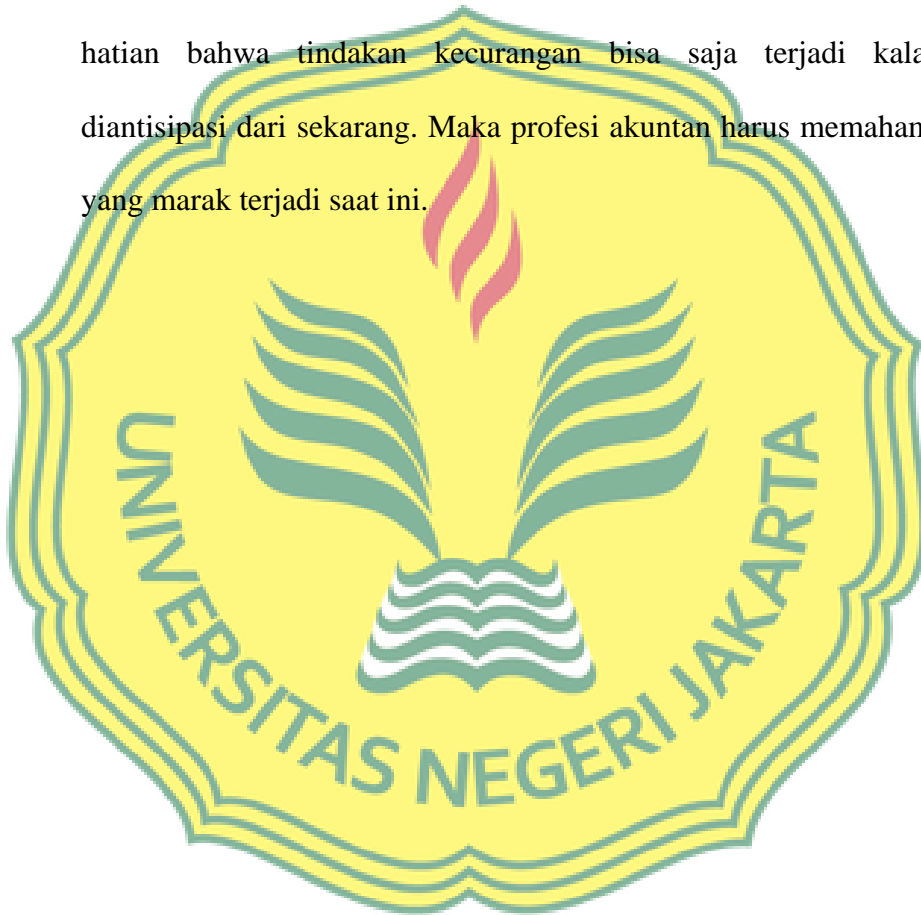 hatian bahwa tindakan kecurangan bisa saja terjadi kala
diantisipasi dari sekarang. Maka profesi akuntan harus memahan
yang marak terjadi saat ini.
UNIVERSITAS NEGERI JAKARTA